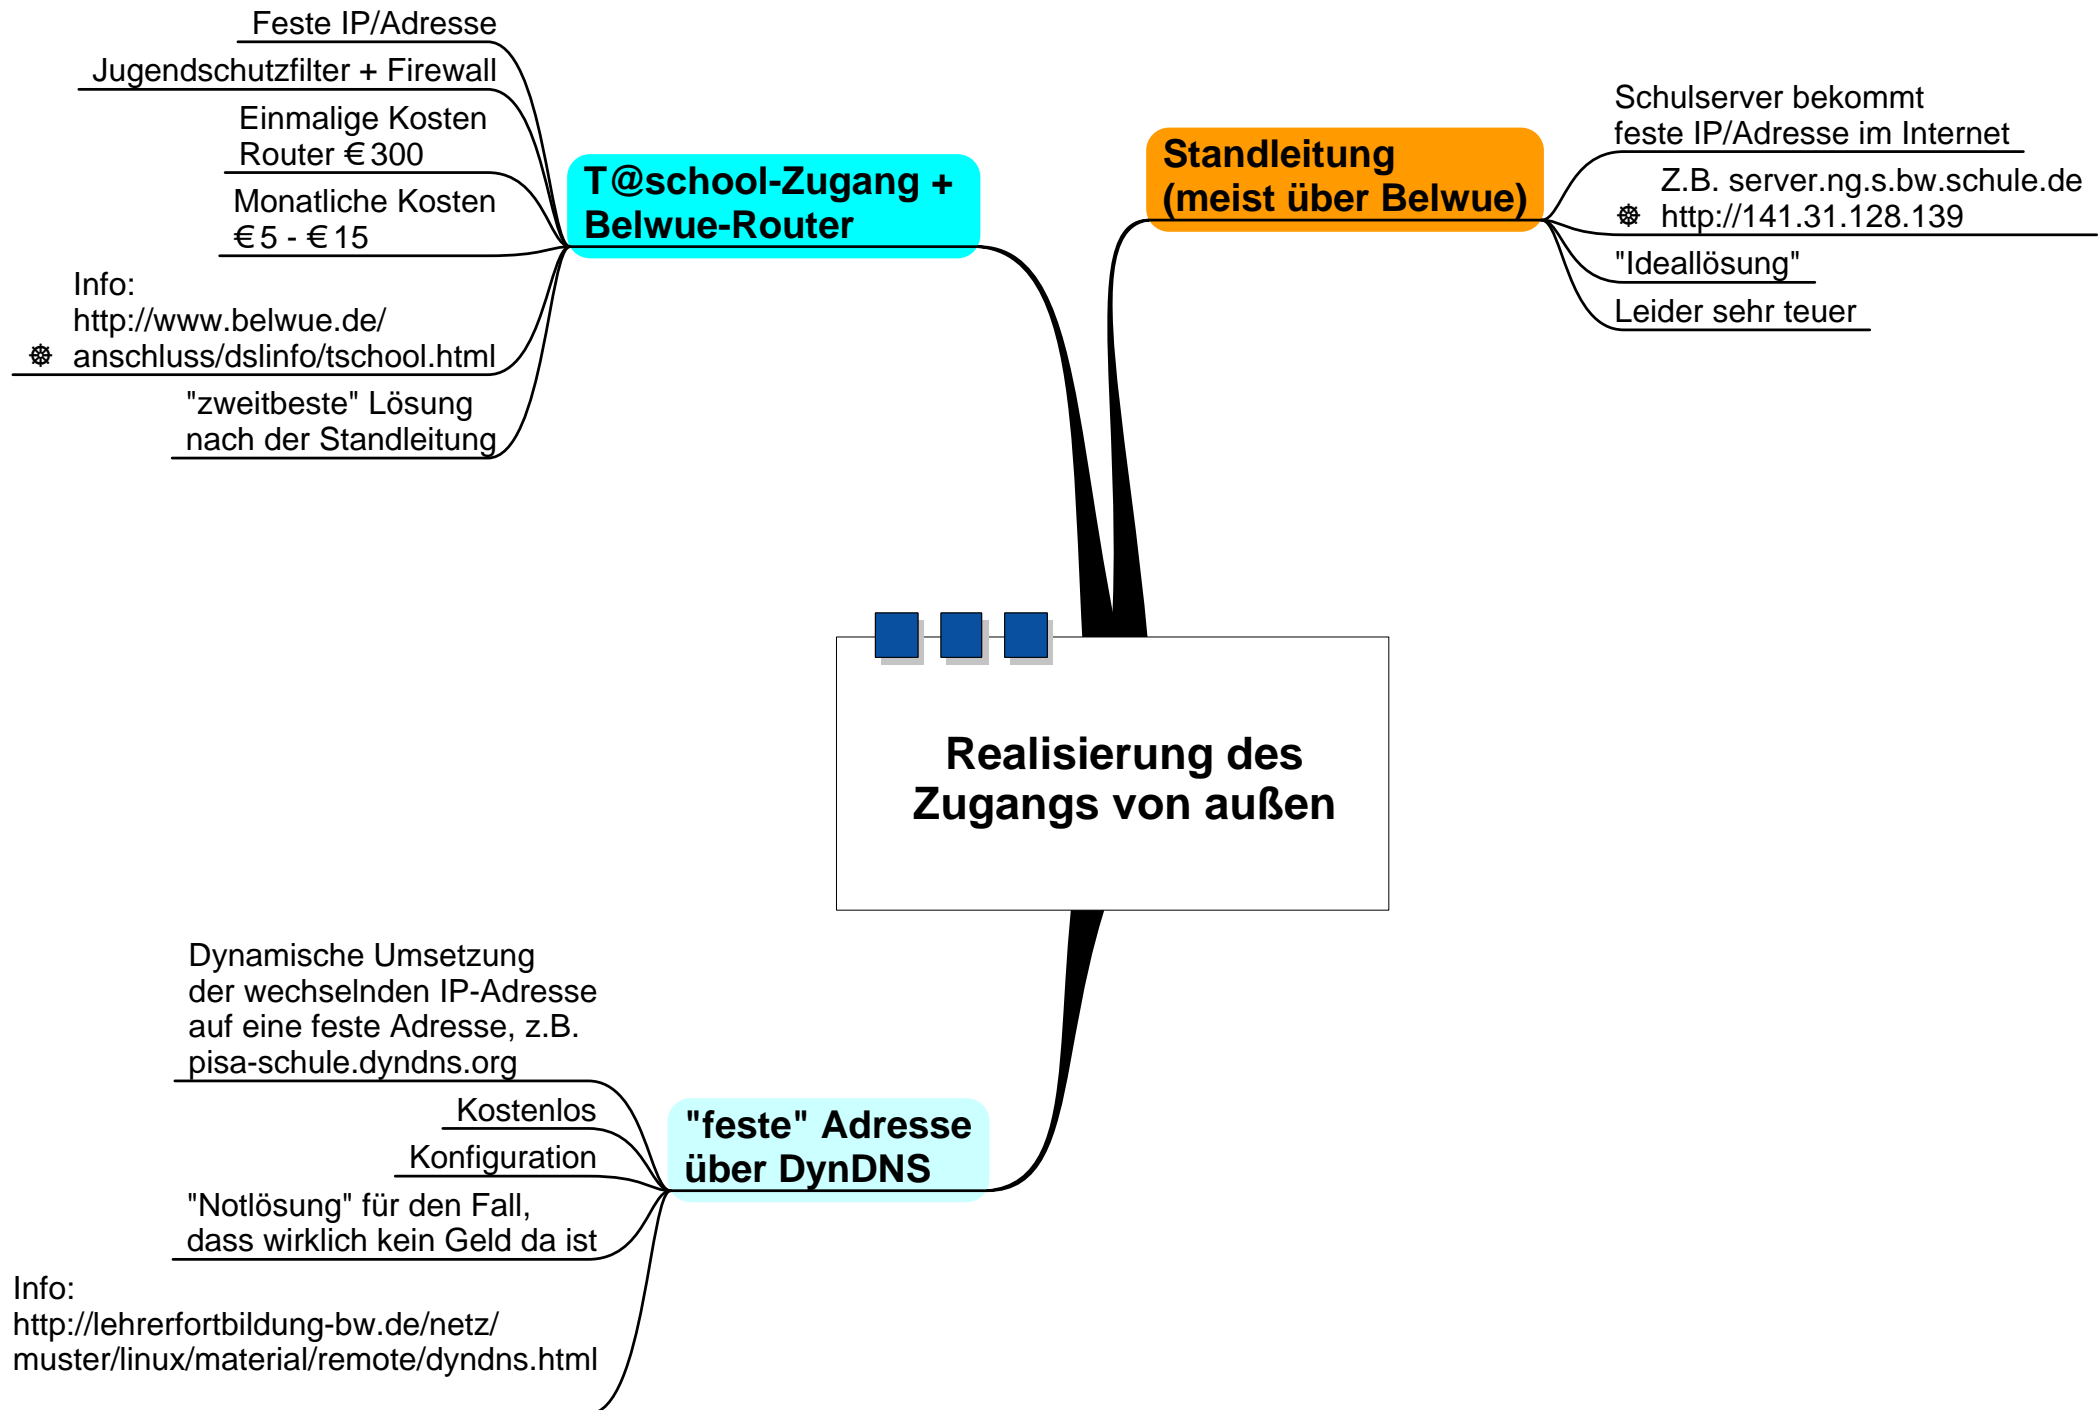 Feste IP/Adresse
Jugendschutzfilter + Firewall
Einmalige Kosten
Router € 300
Monatliche Kosten
€ 5 - € 15
Info:
http://www.belwue.de/
anschluss/dslinfo/tschool.html
"zweitbeste" Lösung
nach der Standleitung
T@school-Zugang +
Belwue-Router
Standleitung
(meist über Belwue)
Schulserver bekommt
feste IP/Adresse im Internet
Z.B. server.ng.s.bw.schule.de
http://141.31.128.139
"Ideallösung"
Leider sehr teuer
Realisierung des
Zugangs von außen
Dynamische Umsetzung
der wechselnden IP-Adresse
auf eine feste Adresse, z.B.
pisa-schule.dyndns.org
Kostenlos
Konfiguration
"Notlösung" für den Fall,
dass wirklich kein Geld da ist
Info:
http://lehrerfortbildung-bw.de/netz/
muster/linux/material/remote/dyndns.html
"feste" Adresse
über DynDNS